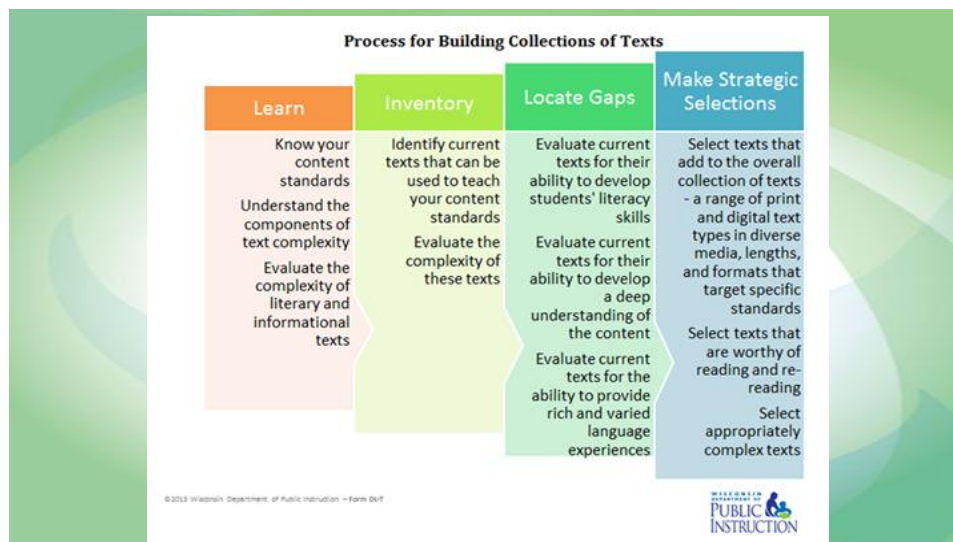 Process for Building Collections of Texts
Learn
Know your
content
standards
Understand the
components of
text complexity
Evaluate the
complexity of
literary and
informational
texts
Inventory
Identify current
texts that can be
used to teach
your content
standards
Evaluate the
complexity of
these texts
Locate Gaps
Evaluate current
texts for their
ability to develop
students' literacy
skills
Evaluate current
texts for their
ability to develop
a deep
understanding of
the content
Evaluate current
texts for the
ability to provide
rich and varied
language
experiences
Make Strategic
Selections
Select texts that
add to the overall
collection of texts
- a range of print
and digital text
types in diverse
media, lengths,
and formats that
target specific
standards
Select texts that
are worthy of
reading and re-
reading
Select
appropriately
complex texts
©2013 Wisconsin Department of Public Instruction – Form
WISCONSIN
DEPARTMENT OF
PUBLIC
INSTRUCTION